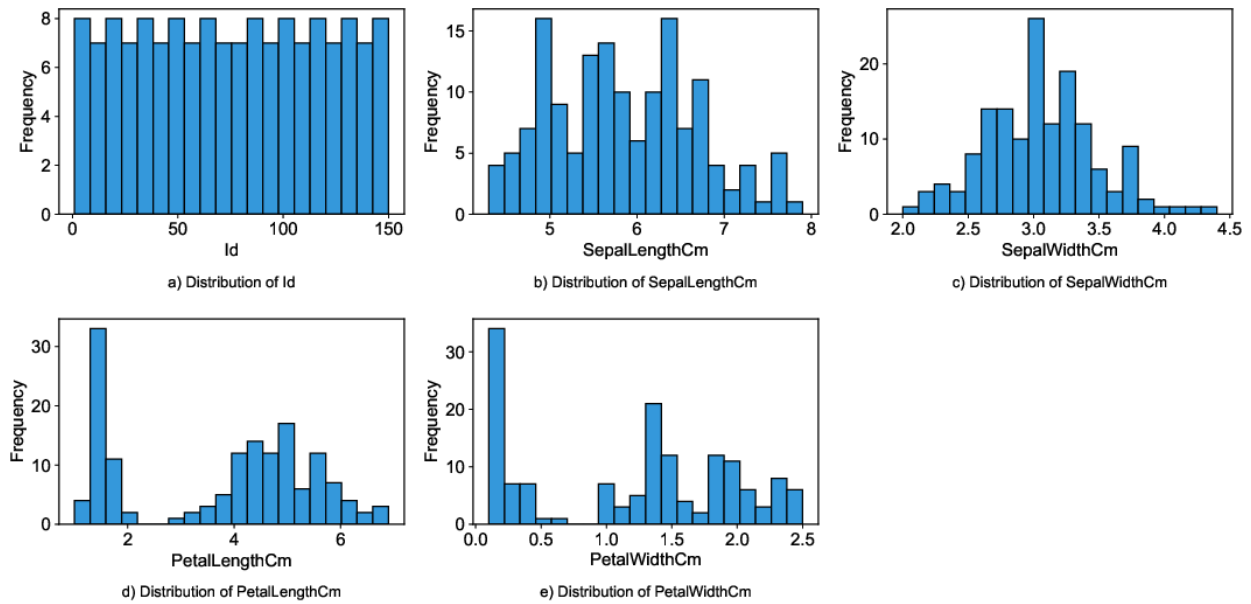 8
6
4
2
0
Frequency
0
50
100
150
Id
a) Distribution of Id
15
10
5
0
Frequency
5
6
7
8
SepalLengthCm
b) Distribution of SepalLengthCm
20
10
0
Frequency
2.0
2.5
3.0
3.5
4.0
4.5
SepalWidthCm
c) Distribution of SepalWidthCm
30
20
10
0
Frequency
2
4
6
PetalLengthCm
d) Distribution of PetalLengthCm
30
20
10
0
Frequency
0.0
0.5
1.0
1.5
2.0
2.5
PetalWidthCm
e) Distribution of PetalWidthCm